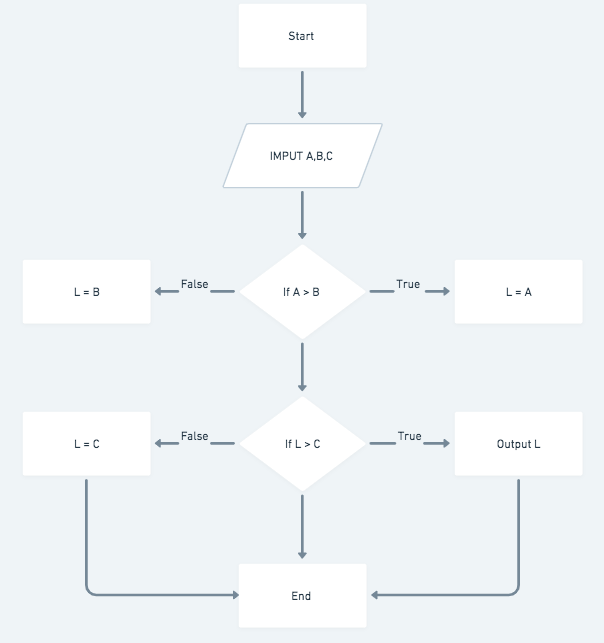 Start
IMPUT A,B,C
If A > B
False
True
L = B
L = A
If L > C
False
True
L = C
Output L
End